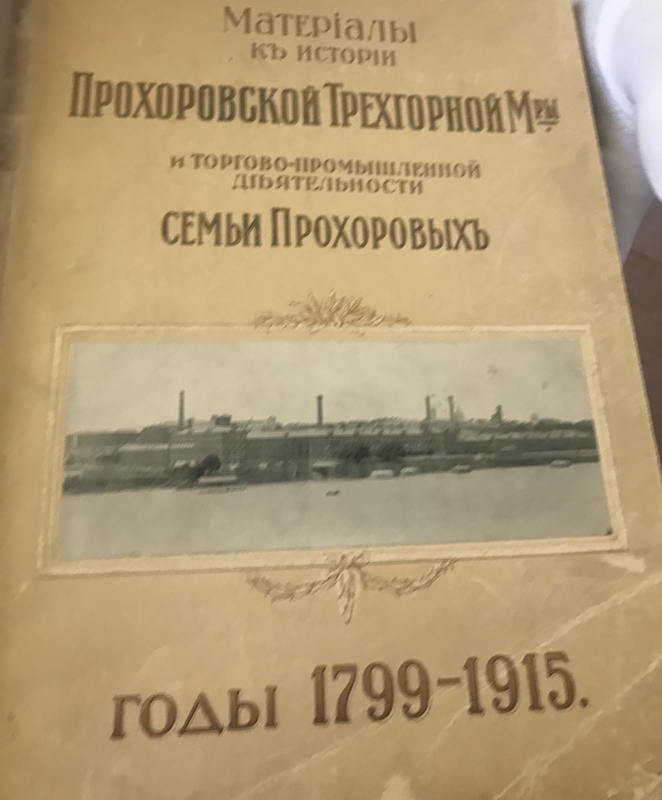 Матеріалы
къ исторіи
Прохоровской Трехгорной Мры
и торгово-промышленной
дѣятельности
семьи Прохоровыхъ
годы 1799-1915.